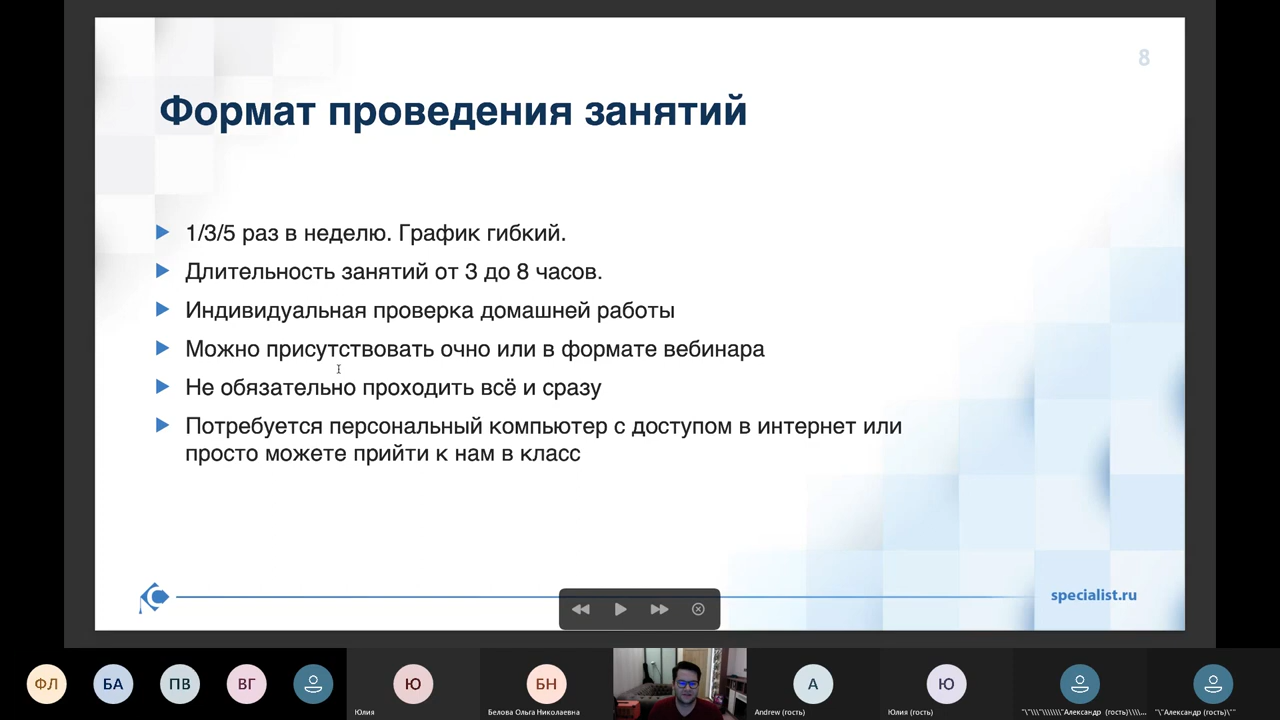 8
Формат проведения занятий
1/3/5 раз в неделю. График гибкий.
Длительность занятий от 3 до 8 часов.
Индивидуальная проверка домашней работы
Можно присутствовать очно или в формате вебинара
Не обязательно проходить всё и сразу
Потребуется персональный компьютер с доступом в интернет или
просто можете прийти к нам в класс
specialist.ru
ФЛ БА ПВ ВГ Ю БН А Ю
Юлия Белова Ольга Николаевна Andrew (гость) Юлия (гость) "\"\\\"\\\\\\\"Александр (гость)\\\\... "\"Александр (гость)\""